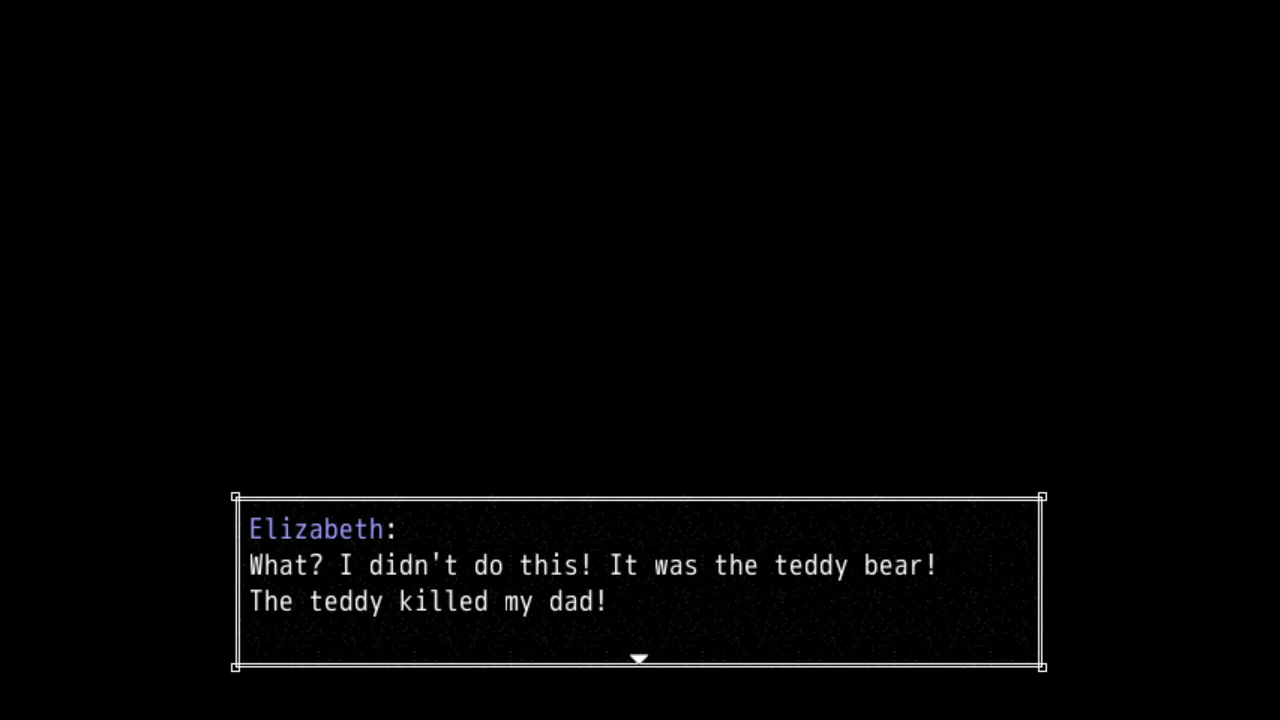 Elizabeth:
What? I didn't do this! It was the teddy bear!
The teddy killed my dad!